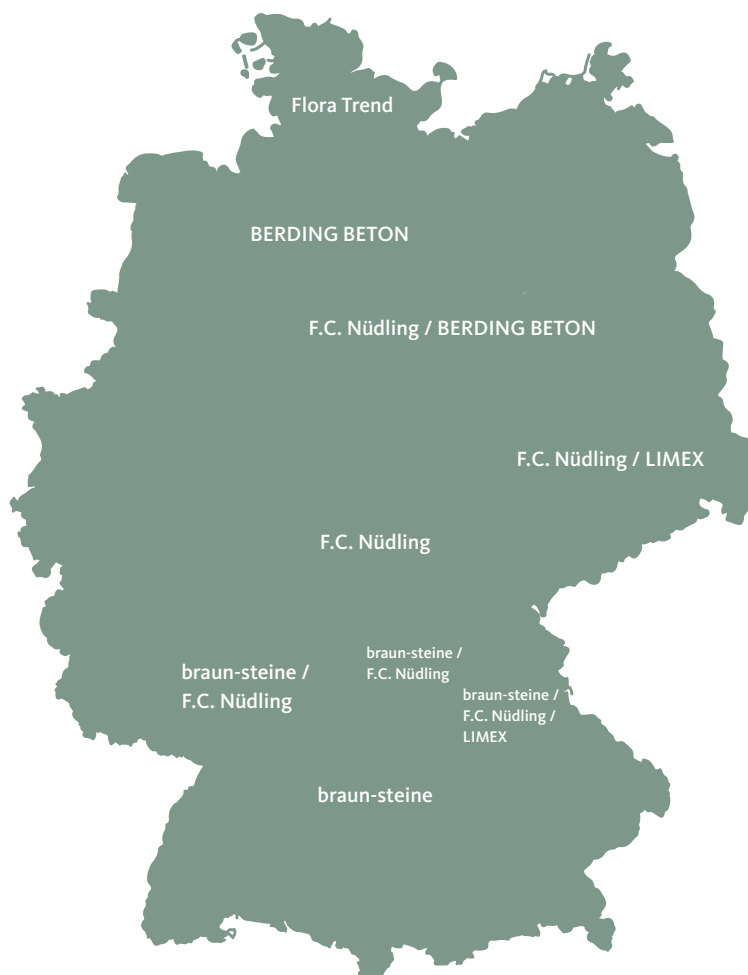 Flora Trend
BERDING BETON
F.C. Nüdling / BERDING BETON
F.C. Nüdling / LIMEX
F.C. Nüdling
braun-steine /
F.C. Nüdling
braun-steine /
F.C. Nüdling
braun-steine /
F.C. Nüdling /
LIMEX
braun-steine